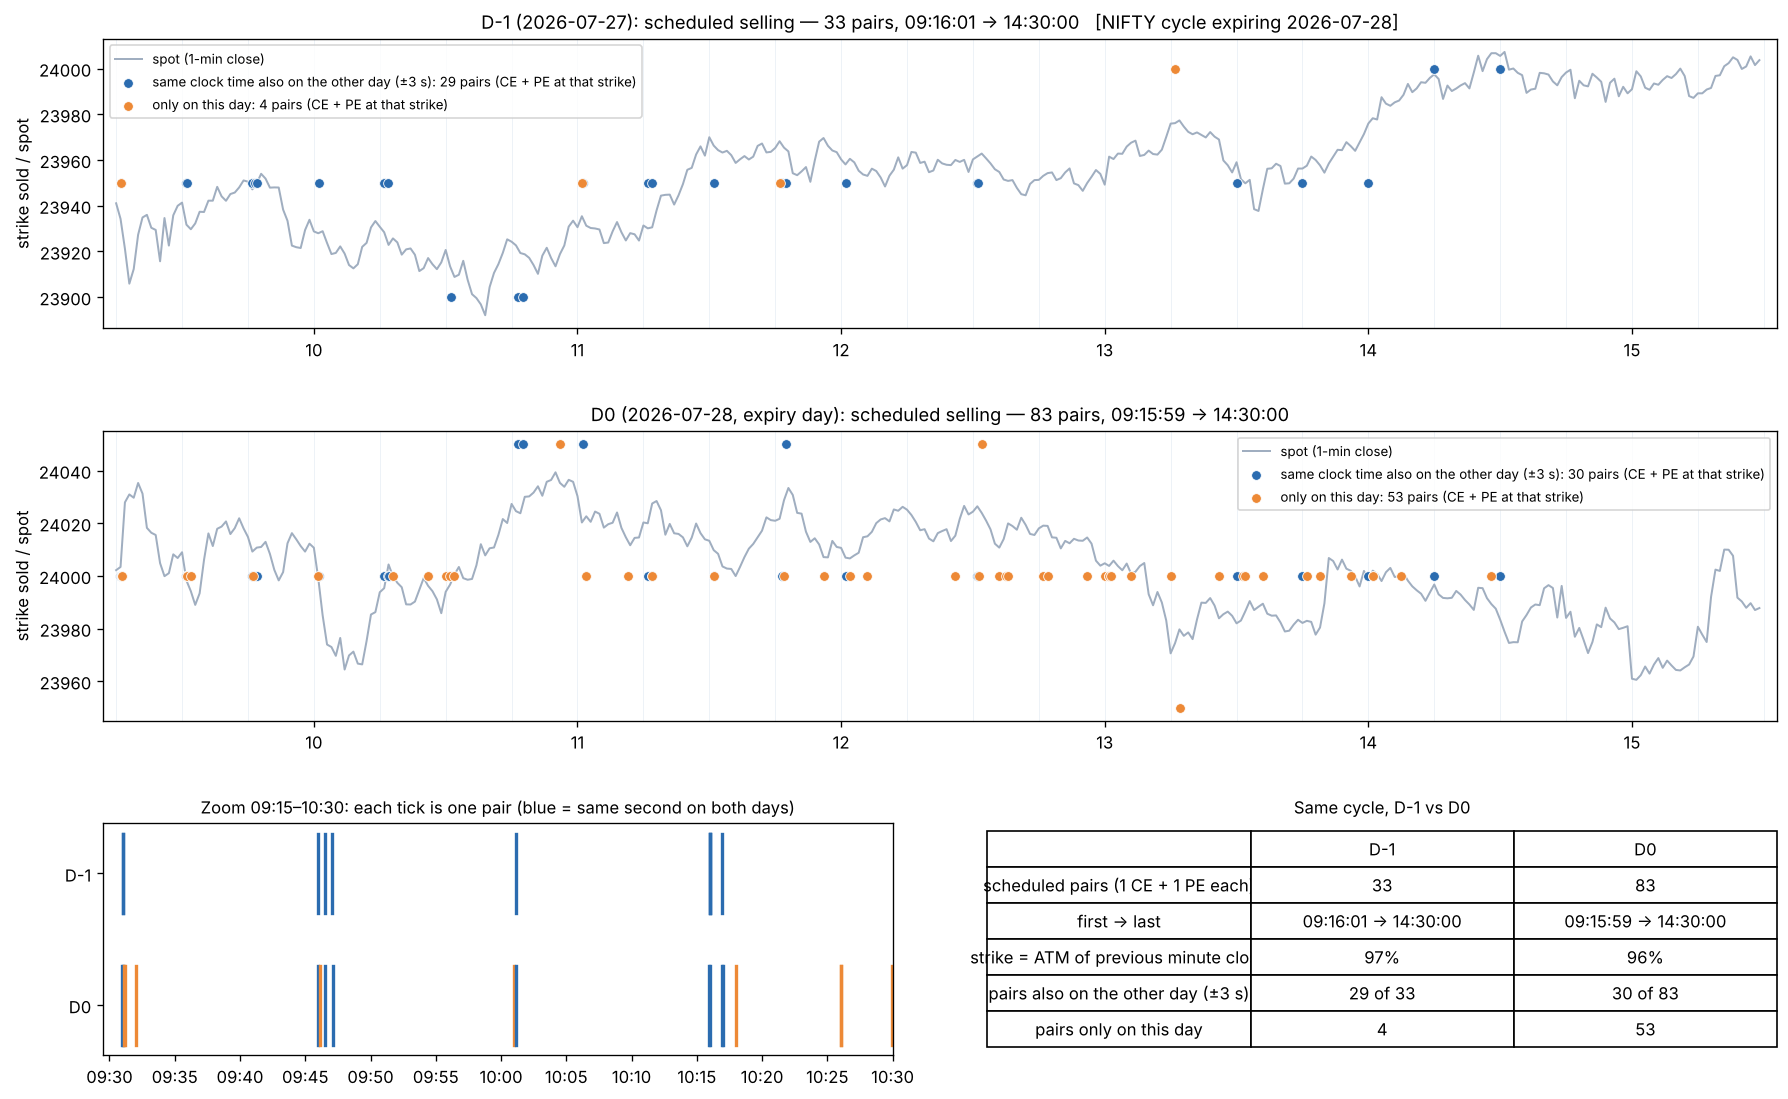 D-1 (2026-07-27): scheduled selling — 33 pairs, 09:16:01 → 14:30:00 [NIFTY cycle expiring 2026-07-28]
spot (1-min close)
same clock time also on the other day (±3 s): 29 pairs (CE + PE at that strike)
only on this day: 4 pairs (CE + PE at that strike)
strike sold / spot
24000
23980
23960
23940
23920
23900
10 11 12 13 14 15
D0 (2026-07-28, expiry day): scheduled selling — 83 pairs, 09:15:59 → 14:30:00
spot (1-min close)
same clock time also on the other day (±3 s): 30 pairs (CE + PE at that strike)
only on this day: 53 pairs (CE + PE at that strike)
strike sold / spot
24040
24020
24000
23980
23960
10 11 12 13 14 15
Zoom 09:15–10:30: each tick is one pair (blue = same second on both days)
D-1
D0
09:30 09:35 09:40 09:45 09:50 09:55 10:00 10:05 10:10 10:15 10:20 10:25 10:30
Same cycle, D-1 vs D0
D-1 D0
scheduled pairs (1 CE + 1 PE each 33 83
first → last 09:16:01 → 14:30:00 09:15:59 → 14:30:00
strike = ATM of previous minute clo 97% 96%
pairs also on the other day (±3 s) 29 of 33 30 of 83
pairs only on this day 4 53